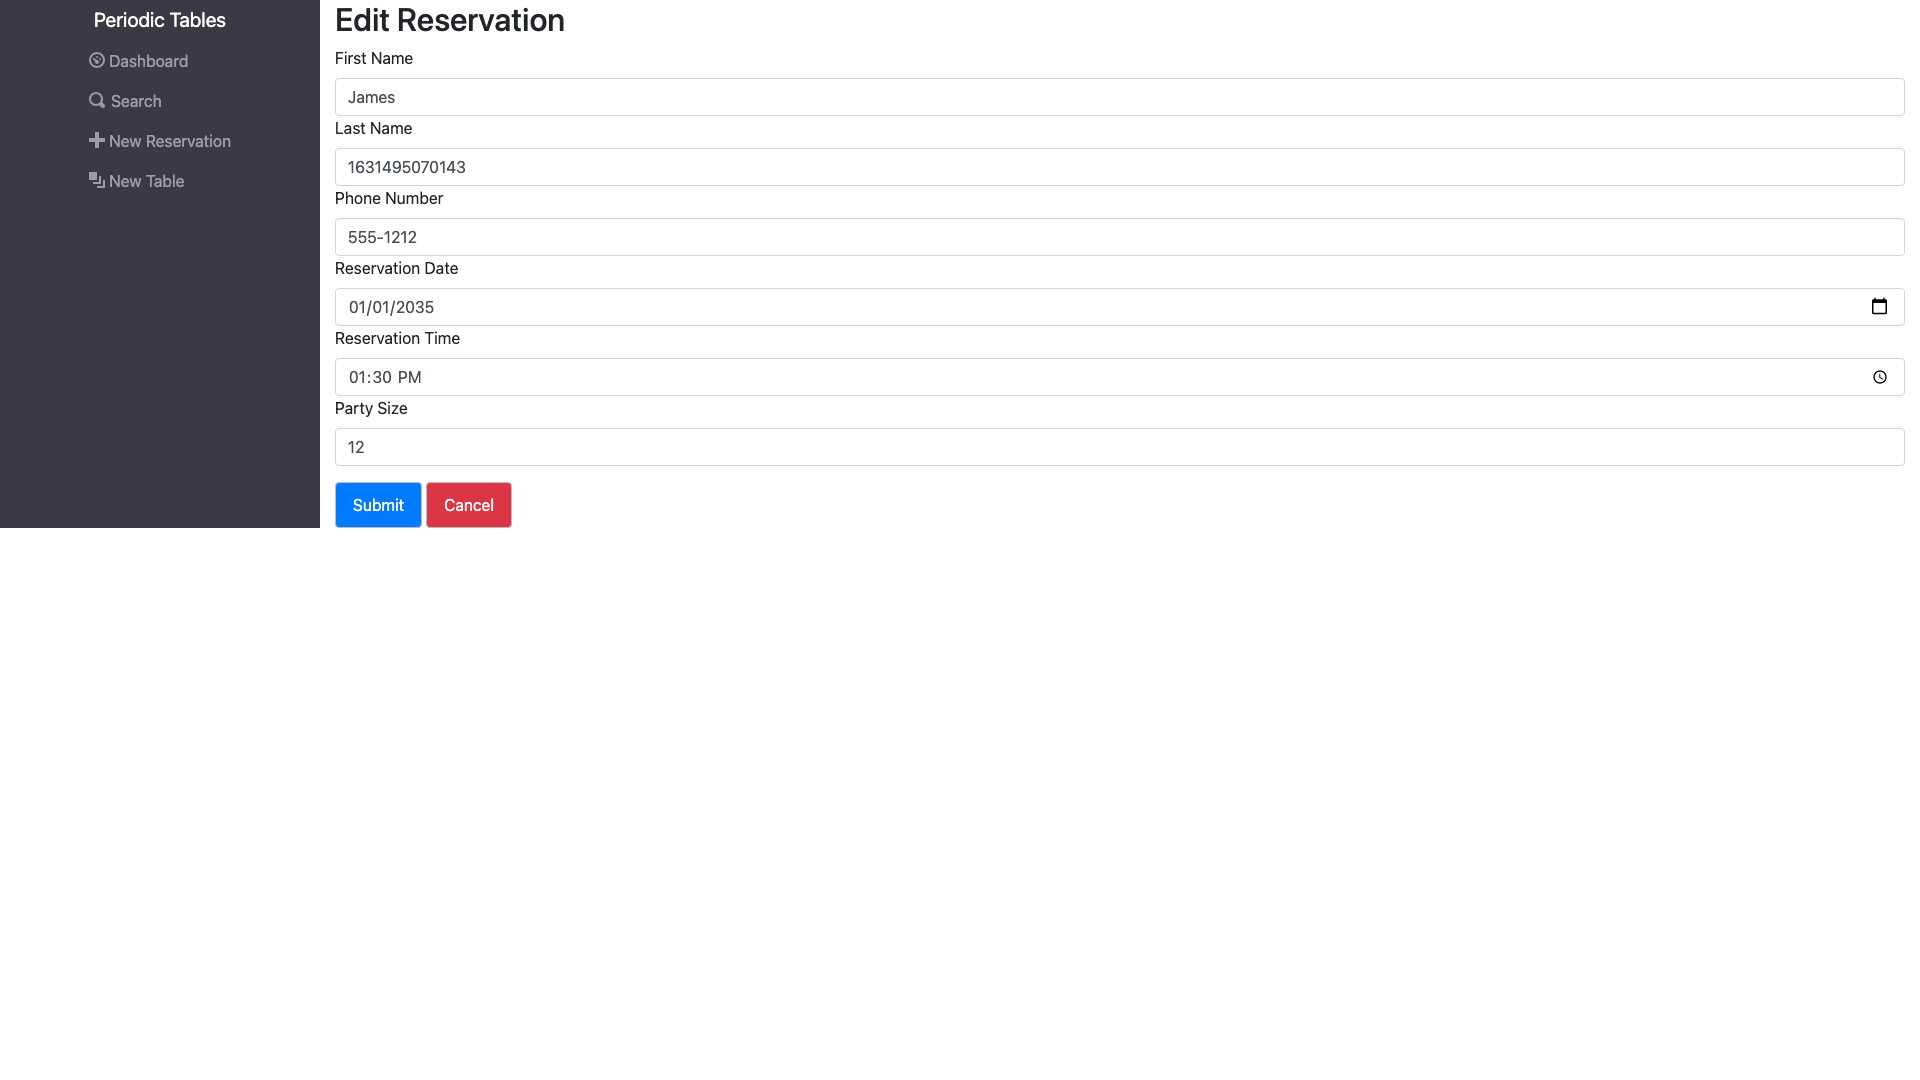 Periodic Tables
Dashboard
Search
New Reservation
New Table
Edit Reservation
First Name
James
Last Name
1631495070143
Phone Number
555-1212
Reservation Date
01/01/2035
Reservation Time
01:30 PM
Party Size
12
Submit Cancel